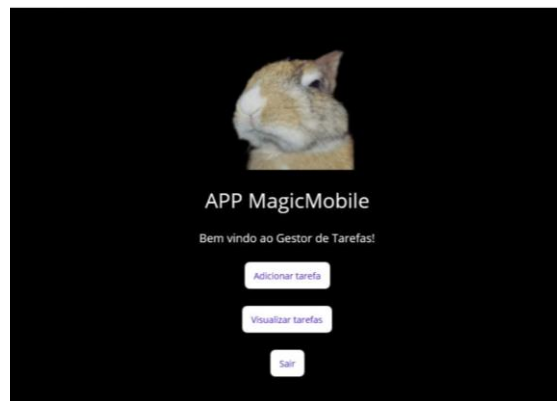 APP MagicMobile
Bem vindo ao Gestor de Tarefas!
Adicionar tarefa
Visualizar tarefas
Sair